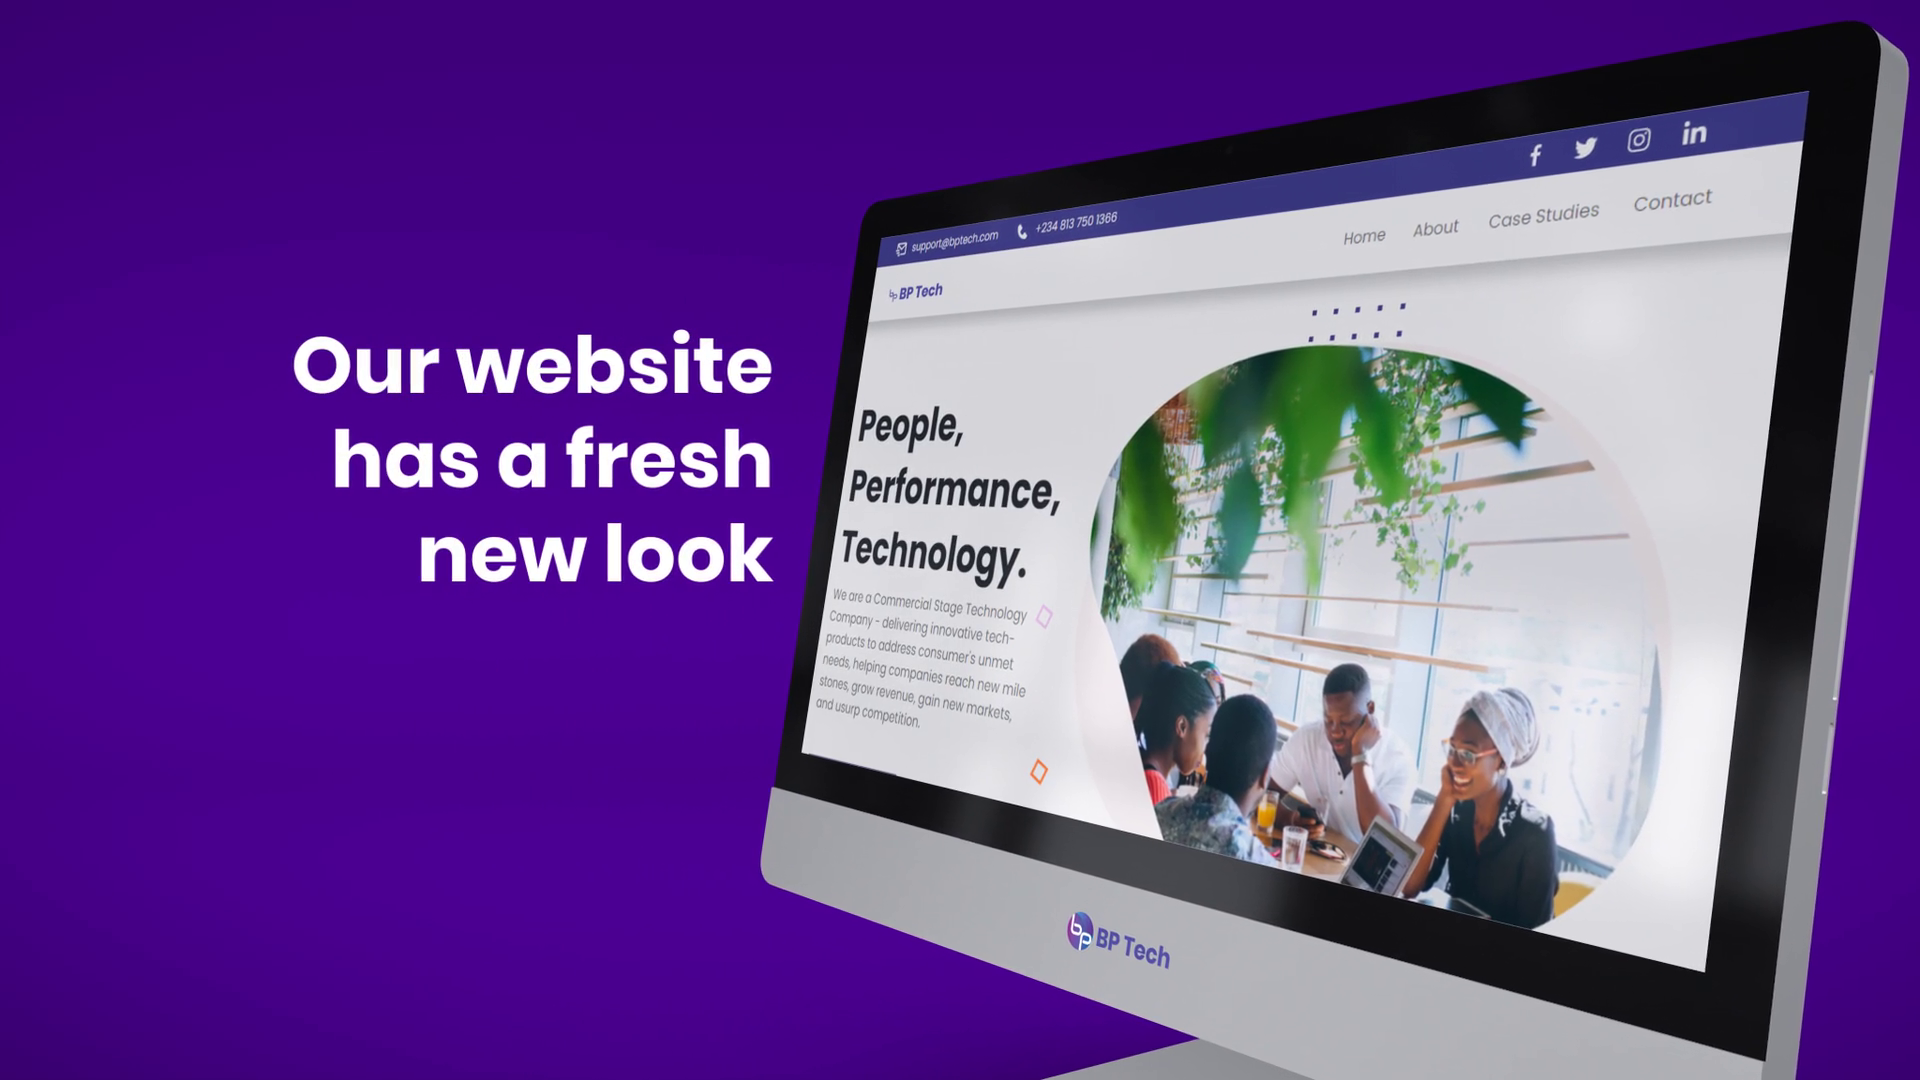 Our website
has a fresh
new look
support@bptech.com +234 813 750 1366
BP Tech
Home About Case Studies Contact
People,
Performance,
Technology.
We are a Commercial Stage Technology
Company - delivering innovative tech-
products to address consumer's unmet
needs, helping companies reach new mile
stones, grow revenue, gain new markets,
and usurp competition.
bp BP Tech